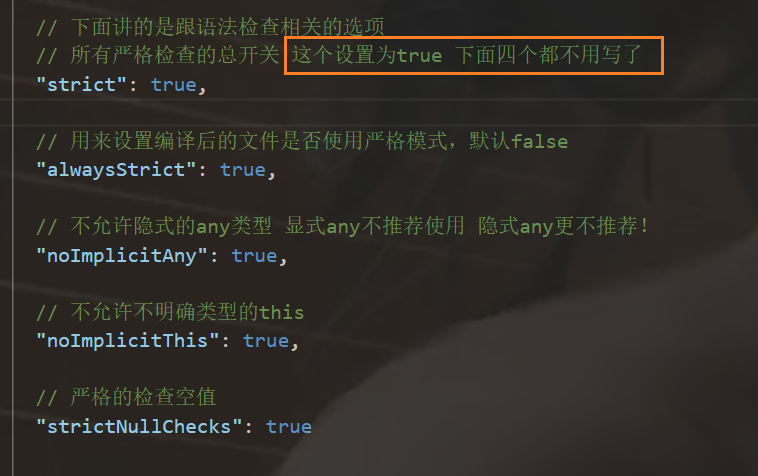 // 下面讲的是跟语法检查相关的选项
// 所有严格检查的总开关 这个设置为true 下面四个都不用写了
"strict": true,
// 用来设置编译后的文件是否使用严格模式，默认false
"alwaysStrict": true,
// 不允许隐式的any类型 显式any不推荐使用 隐式any更不推荐！
"noImplicitAny": true,
// 不允许不明确类型的this
"noImplicitThis": true,
// 严格的检查空值
"strictNullChecks": true